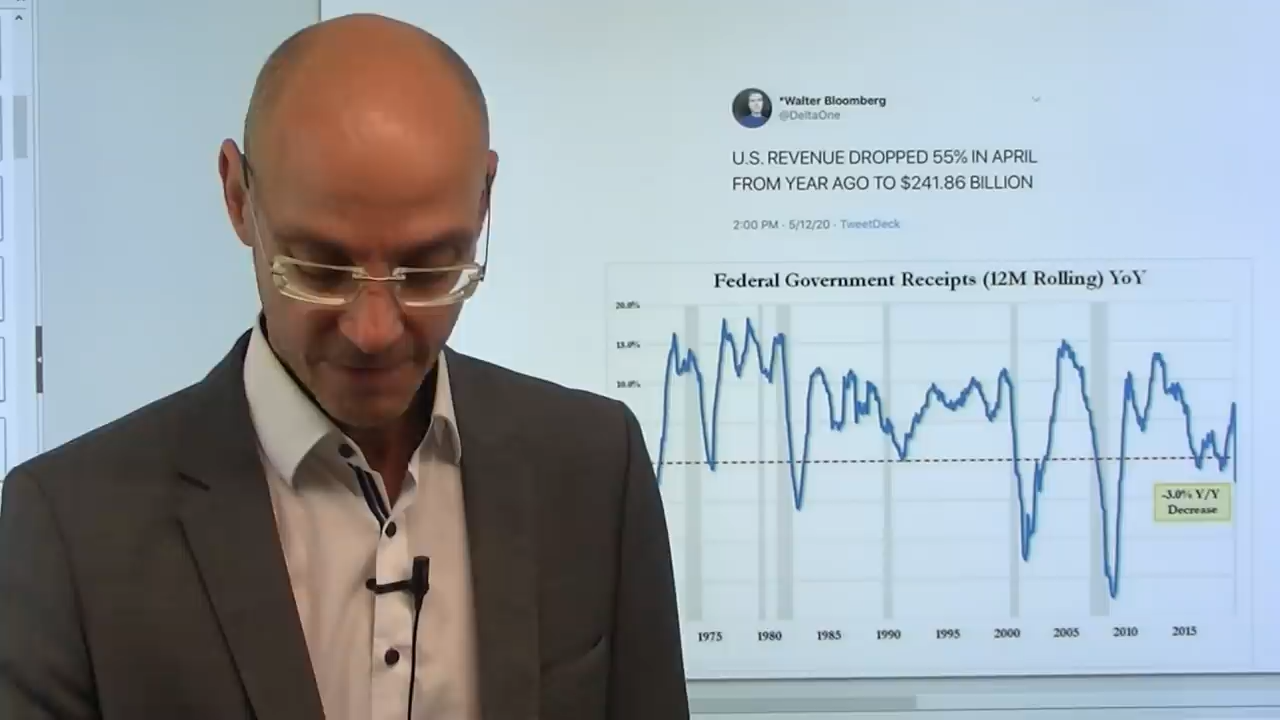 *Walter Bloomberg
@DeltaOne
U.S. REVENUE DROPPED 55% IN APRIL
FROM YEAR AGO TO $241.86 BILLION
2:00 PM · 5/12/20 · TweetDeck
Federal Government Receipts (12M Rolling) YoY
20.0%
15.0%
10.0%
-3.0% Y/Y
Decrease
1975 1980 1985 1990 1995 2000 2005 2010 2015